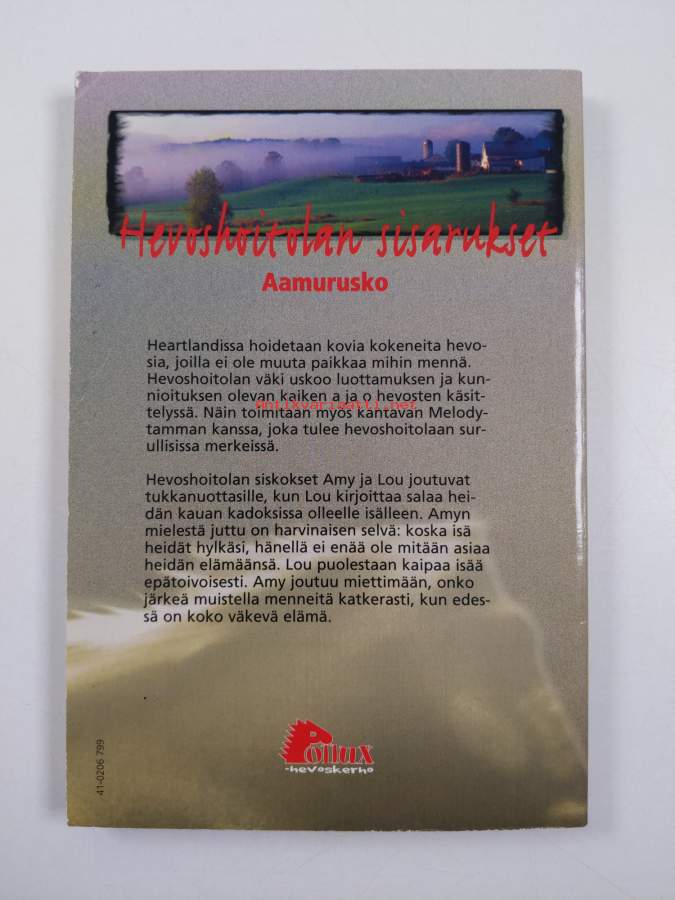 Hevoshoitolan sisarukset
Aamurusko
Heartlandissa hoidetaan kovia kokeneita hevo-
sia, joilla ei ole muuta paikkaa mihin mennä.
Hevoshoitolan väki uskoo luottamuksen ja kun-
nioituksen olevan kaiken a ja o hevosten käsit-
Antikvariaatti.net
telyssä. Näin toimitaan myös kantavan Melody-
tamman kanssa, joka tulee hevoshoitolaan sur-
ullisissa merkeissä.
Hevoshoitolan siskokset Amy ja Lou joutuvat
tukkanuottasille, kun Lou kirjoittaa salaa hei-
dän kauan kadoksissa olleelle isälleen. Amyn
mielestä juttu on harvinaisen selvä: koska isä
heidät hylkäsi, hänellä ei enää ole mitään asiaa
heidän elämäänsä. Lou puolestaan kaipaa isää
epätoivoisesti. Amy joutuu miettimään, onko
järkeä muistella menneitä katkerasti, kun edes-
sä on koko väkevä elämä.
Pollux
-hevoskerho
41-0206 799